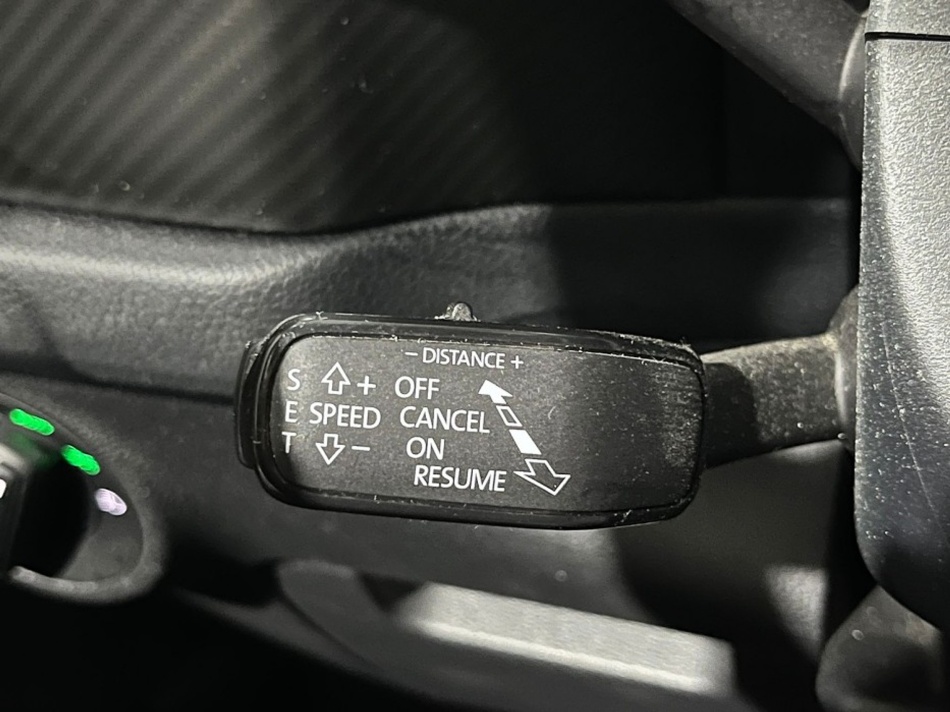 − DISTANCE +
S + OFF
E SPEED CANCEL
T − ON
RESUME